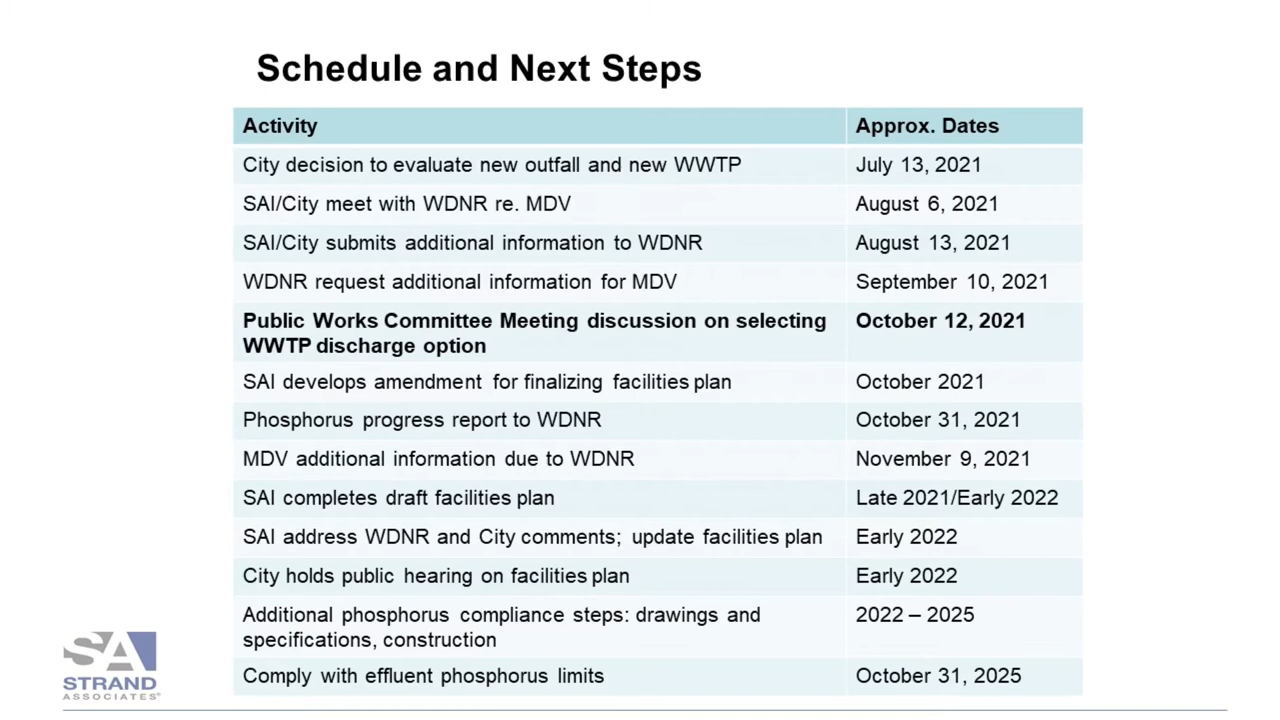 Schedule and Next Steps
Activity Approx. Dates
City decision to evaluate new outfall and new WWTP July 13, 2021
SAI/City meet with WDNR re. MDV August 6, 2021
SAI/City submits additional information to WDNR August 13, 2021
WDNR request additional information for MDV September 10, 2021
Public Works Committee Meeting discussion on selecting October 12, 2021
WWTP discharge option
SAI develops amendment for finalizing facilities plan October 2021
Phosphorus progress report to WDNR October 31, 2021
MDV additional information due to WDNR November 9, 2021
SAI completes draft facilities plan Late 2021/Early 2022
SAI address WDNR and City comments; update facilities plan Early 2022
City holds public hearing on facilities plan Early 2022
Additional phosphorus compliance steps: drawings and 2022 – 2025
specifications, construction
Comply with effluent phosphorus limits October 31, 2025
SA
STRAND
ASSOCIATES®